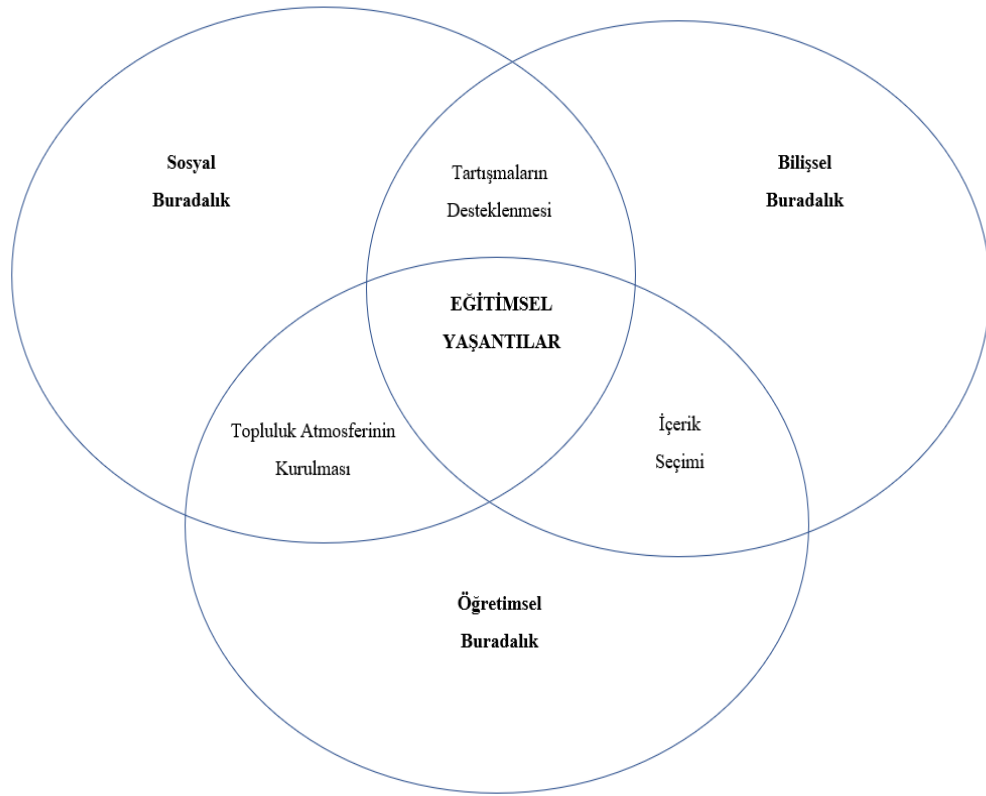 Sosyal
Buradalık
Tartışmaların
Desteklenmesi
Bilişsel
Buradalık
EĞİTİMSEL
YAŞANTILAR
Topluluk Atmosferinin
Kurulması
İçerik
Seçimi
Öğretimsel
Buradalık